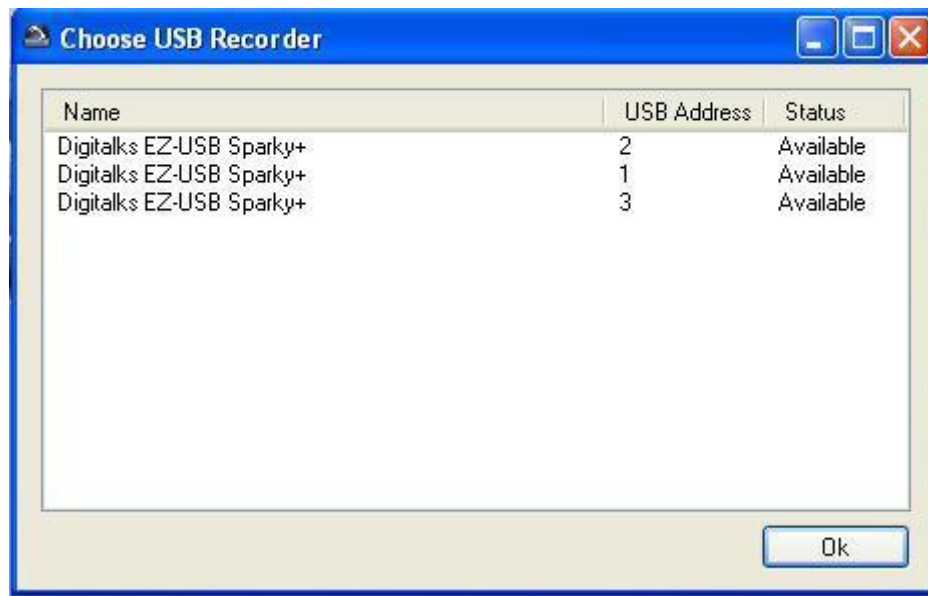 Choose USB Recorder
Name USB Address Status
Digitalks EZ-USB Sparky+ 2 Available
Digitalks EZ-USB Sparky+ 1 Available
Digitalks EZ-USB Sparky+ 3 Available
Ok